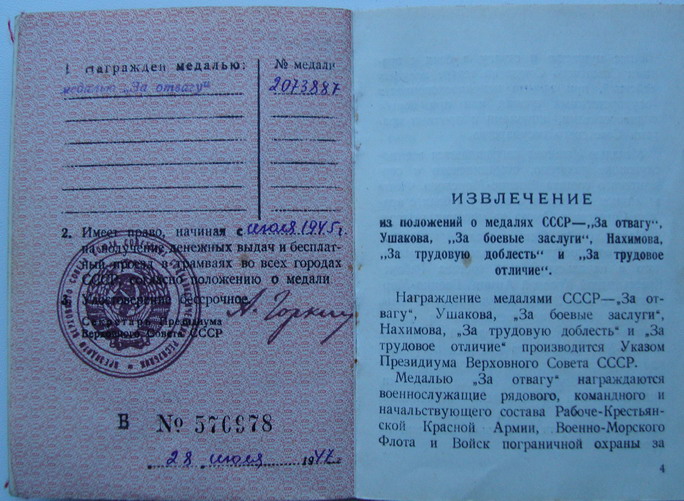 1. Награжден медалью:
№ медали
медалью „За отвагу“
2073887
2. Имеет право, начиная с июля 1945 г.
на получение денежных выдач и бесплат-
ный проезд в трамваях во всех городах
СССР, согласно положению о медали
3. Удостоверение бессрочное.
Секретарь Президиума
Верховного Совета СССР
А. Горкин
Б № 576978
28 июля 1947 г.
ИЗВЛЕЧЕНИЕ
из положений о медалях СССР—„За отвагу“,
Ушакова, „За боевые заслуги“, Нахимова,
„За трудовую доблесть“ и „За трудовое
отличие“.
Награждение медалями СССР—„За от-
вагу“, Ушакова, „За боевые заслуги“,
Нахимова, „За трудовую доблесть“ и „За
трудовое отличие“ производится Указом
Президиума Верховного Совета СССР.
Медалью „За отвагу“ награждаются
военнослужащие рядового, командного и
начальствующего состава Рабоче-Крестьян-
ской Красной Армии, Военно-Морского
Флота и Войск пограничной охраны за
4